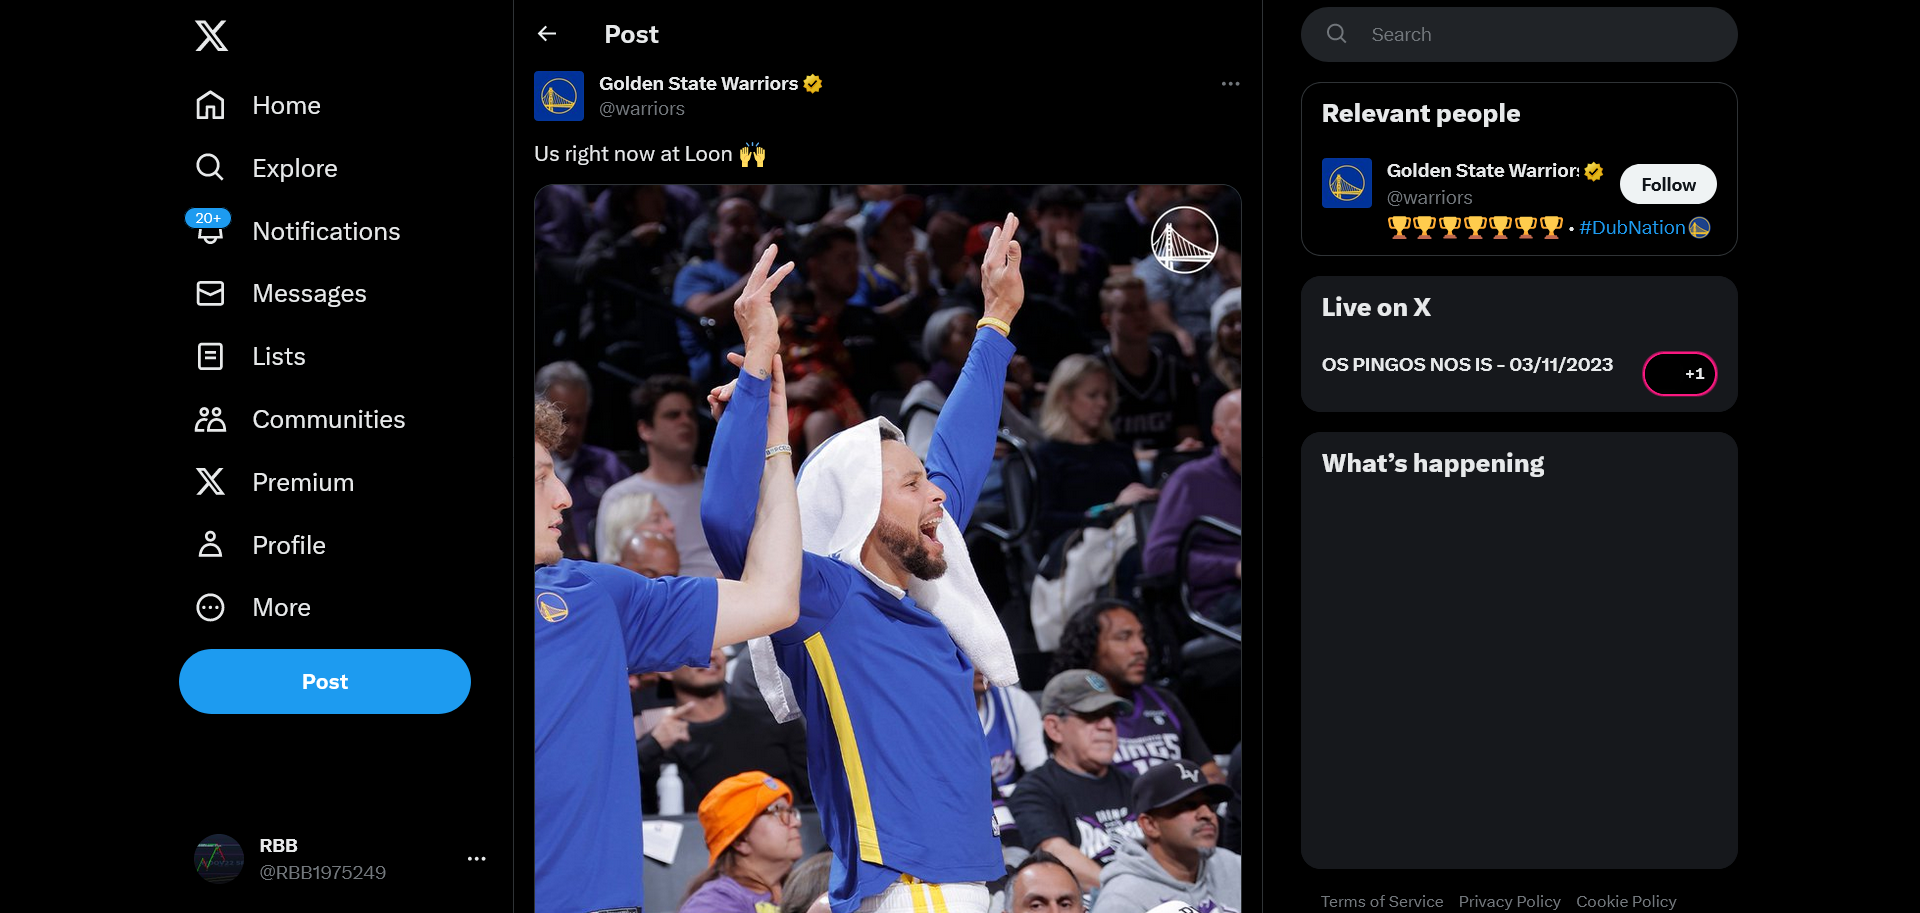 Home
Explore
20+
Notifications
Messages
Lists
Communities
Premium
Profile
More
Post
RBB
@RBB1975249
Post
Golden State Warriors
@warriors
Us right now at Loon 🙌
Search
Relevant people
Golden State Warriors
@warriors
Follow
🏆🏆🏆🏆🏆🏆🏆 • #DubNation
Live on X
OS PINGOS NOS IS - 03/11/2023
+1
What's happening
Terms of Service Privacy Policy Cookie Policy